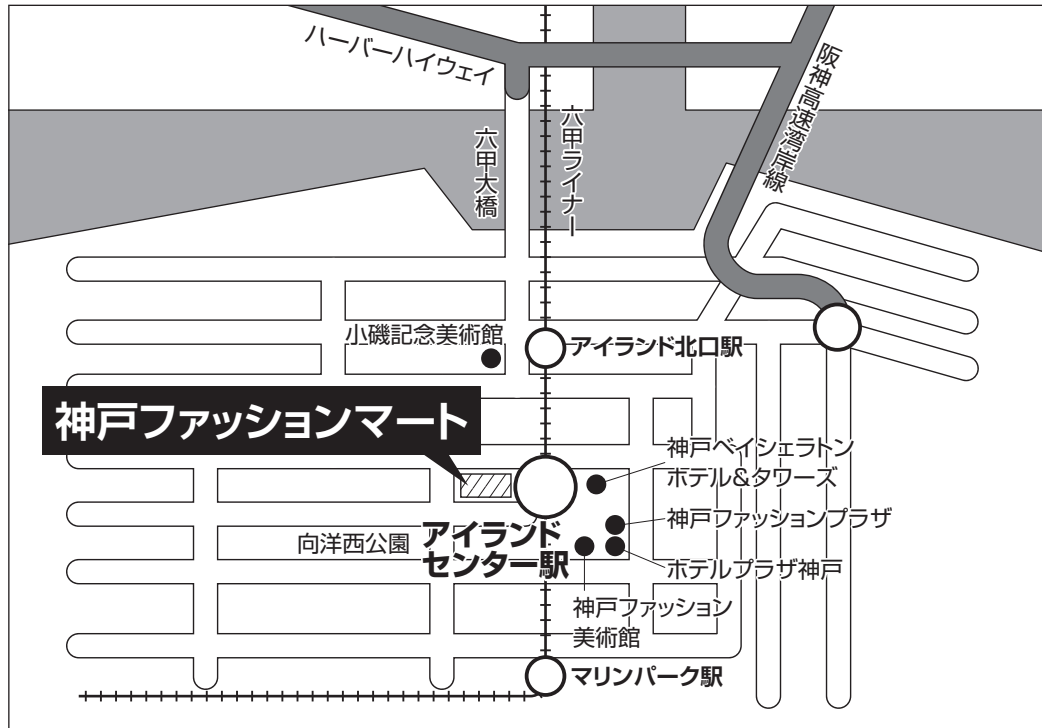 ハーバーハイウェイ
阪神高速湾岸線
六甲大橋
六甲ライナー
小磯記念美術館
アイランド北口駅
神戸ファッションマート
神戸ベイシェラトン
ホテル&タワーズ
神戸ファッションプラザ
向洋西公園
アイランド
センター駅
ホテルプラザ神戸
神戸ファッション
美術館
マリンパーク駅